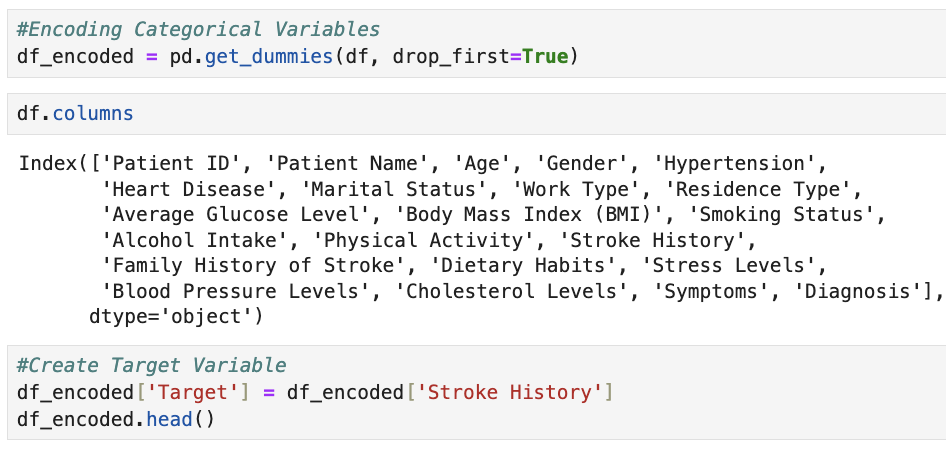 #Encoding Categorical Variables
df_encoded = pd.get_dummies(df, drop_first=True)
df.columns
Index(['Patient ID', 'Patient Name', 'Age', 'Gender', 'Hypertension',
'Heart Disease', 'Marital Status', 'Work Type', 'Residence Type',
'Average Glucose Level', 'Body Mass Index (BMI)', 'Smoking Status',
'Alcohol Intake', 'Physical Activity', 'Stroke History',
'Family History of Stroke', 'Dietary Habits', 'Stress Levels',
'Blood Pressure Levels', 'Cholesterol Levels', 'Symptoms', 'Diagnosis'],
dtype='object')
#Create Target Variable
df_encoded['Target'] = df_encoded['Stroke History']
df_encoded.head()